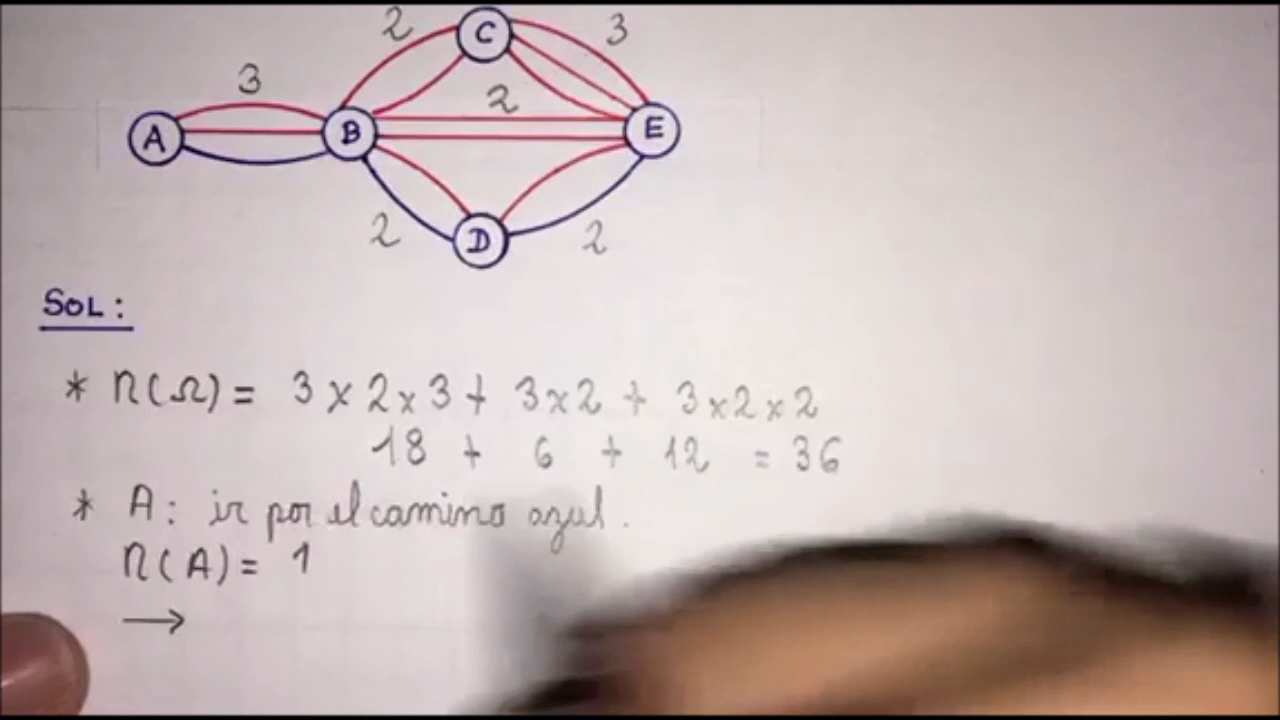 2 C 3
3
2
A B E
2 D 2
SOL:
* n(Ω) = 3 x 2 x 3 + 3 x 2 + 3 x 2 x 2
18 + 6 + 12 = 36
* A: ir por el camino azul.
n(A) = 1
→